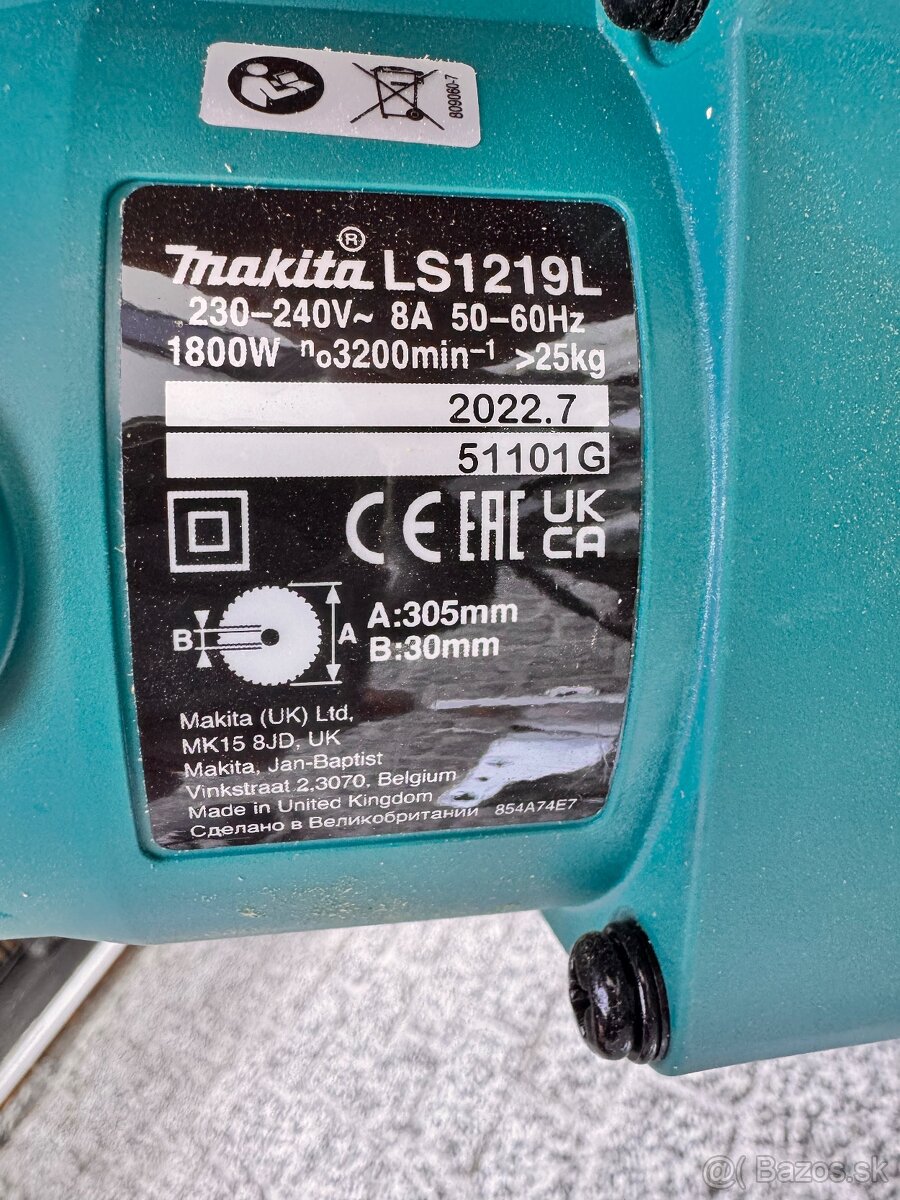 809060-7
Makita® LS1219L
230-240V~ 8A 50-60Hz
1800W no3200min-1 >25kg
2022.7
51101G
CE EAC UK CA
B A A:305mm
B:30mm
Makita (UK) Ltd,
MK15 8JD, UK
Makita, Jan-Baptist
Vinkstraat 2,3070, Belgium
Made in United Kingdom
Сделано в Великобритании 854A74E7
@( Bazos.sk